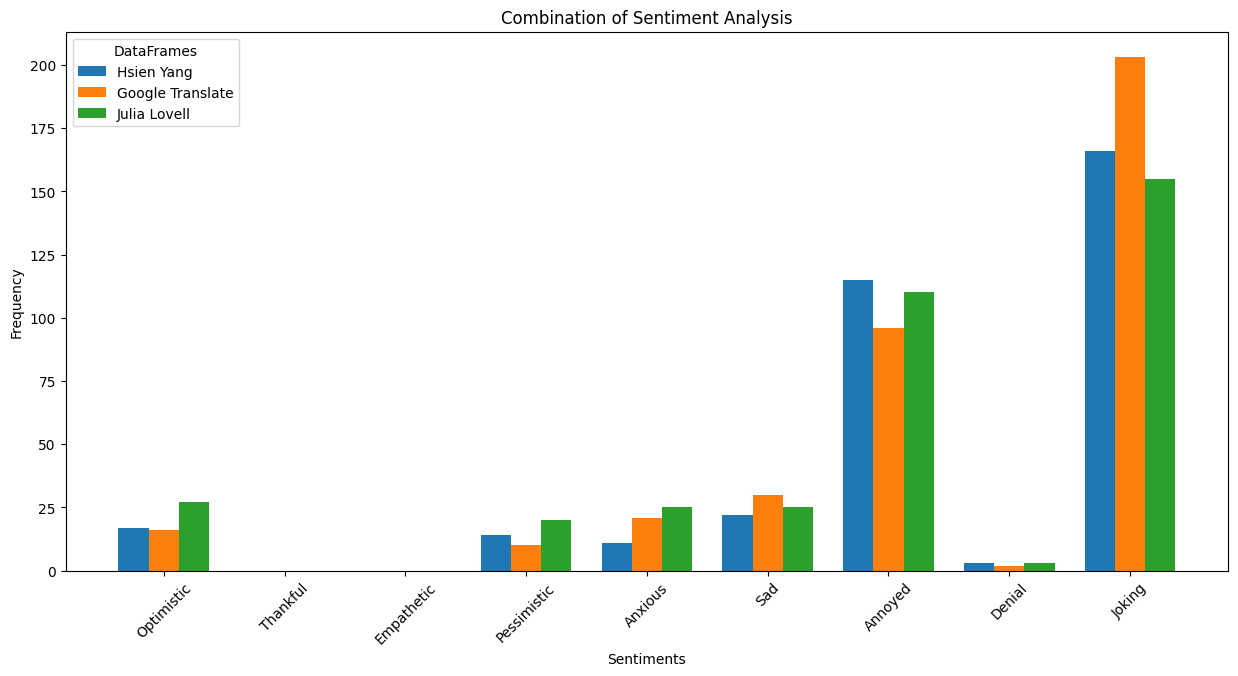 Combination of Sentiment Analysis
DataFrames
Hsien Yang
Google Translate
Julia Lovell
Frequency
200
175
150
125
100
75
50
25
0
Optimistic
Thankful
Empathetic
Pessimistic
Anxious
Sad
Annoyed
Denial
Joking
Sentiments